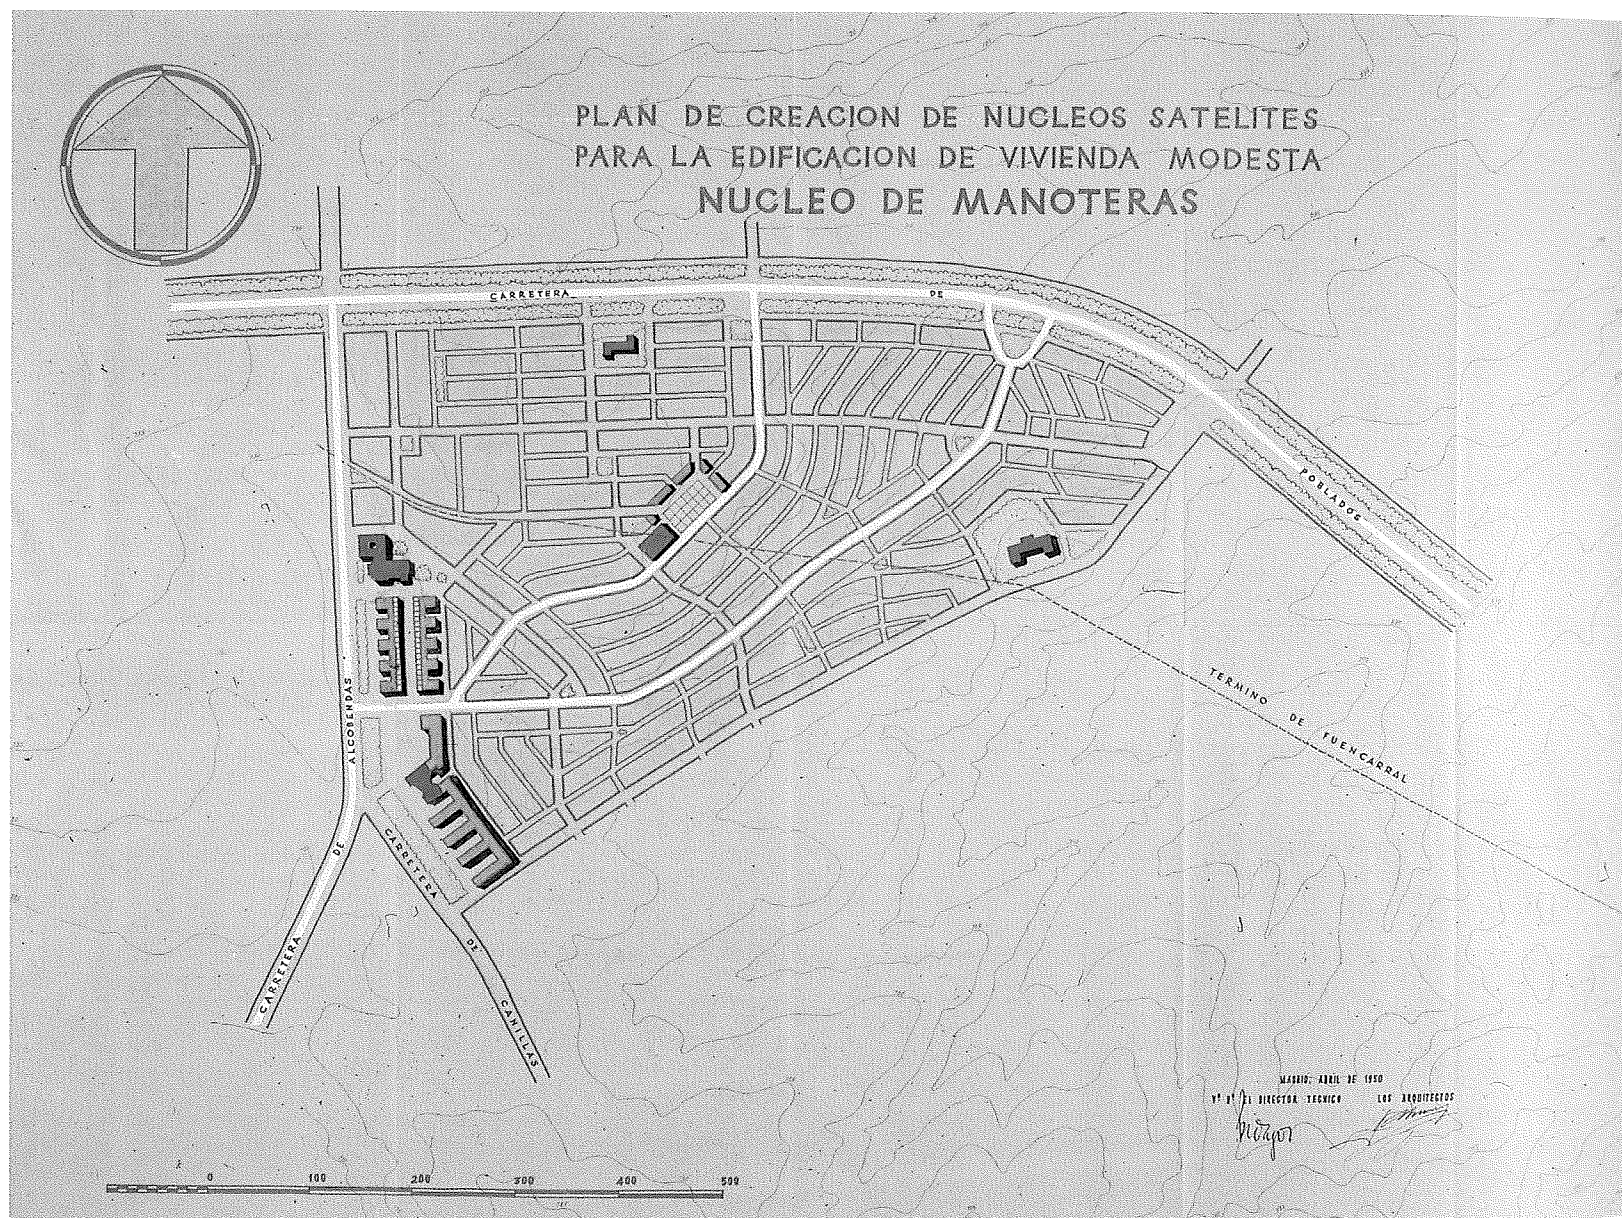 PLAN DE CREACION DE NUCLEOS SATELITES
PARA LA EDIFICACION DE VIVIENDA MODESTA
NUCLEO DE MANOTERAS
CARRETERA DE POBLADOS
CARRETERA DE ALCOBENDAS
CARRETERA DE CANILLAS
TERMINO DE FUENCARRAL
MADRID, ABRIL DE 1950
Vº Bº EL DIRECTOR TECNICO LOS ARQUITECTOS
0 100 200 300 400 500